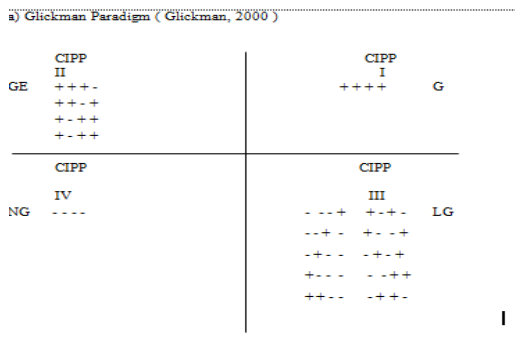 a) Glickman Paradigm ( Glickman, 2000 )
CIPP CIPP
II I
GE + + + - + + + + G
+ + - +
+ - + +
+ - + +
CIPP CIPP
IV III
NG - - - - - - - + + - + - LG
- - + - + - - +
- + - - - + - +
+ - - - - - + +
+ + - - - + + -